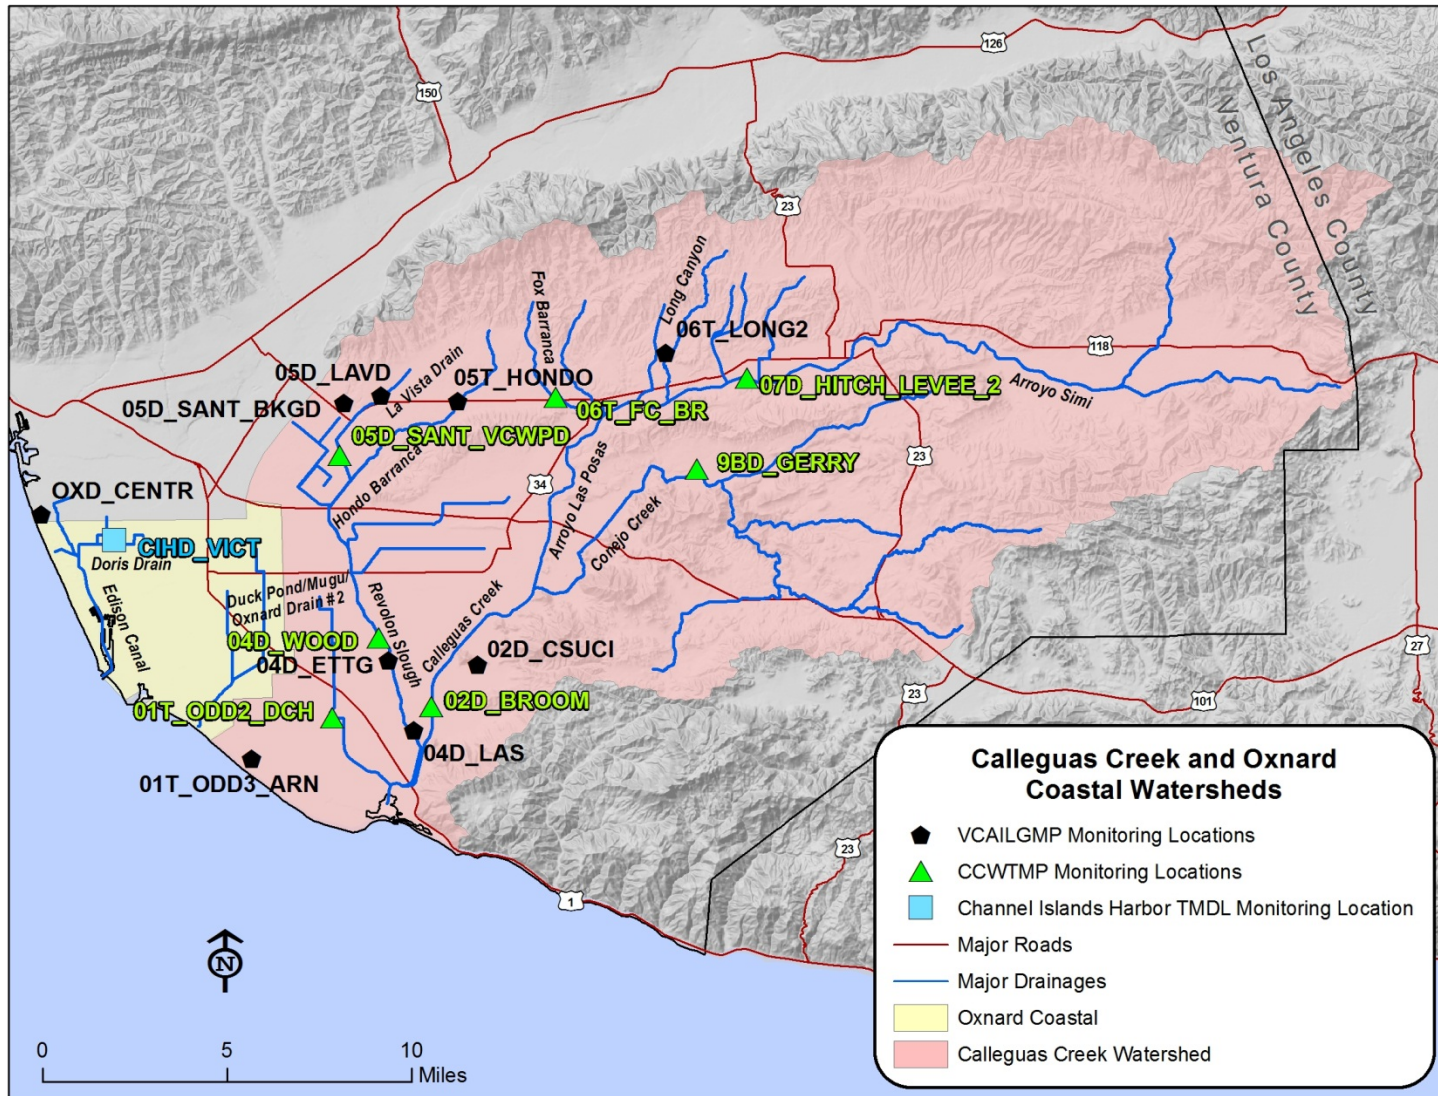 126
150
Los Angeles County
Ventura County
23
Long Canyon
Fox Barranca
06T_LONG2
118
05D_LAVD
La Vista Drain
05T_HONDO
07D_HITCH_LEVEE_2
Arroyo Simi
05D_SANT_BKGD
06T_FC_BR
05D_SANT_VCWPD
9BD_GERRY
23
Hondo Barranca
34
Arroyo Las Posas
OXD_CENTR
Conejo Creek
CIHD_VICT
Doris Drain
Edison Canal
Duck Pond/Mugu/
Oxnard Drain #2
Revolon Slough
Calleguas Creek
04D_WOOD
04D_ETTG
02D_CSUCI
27
23
101
01T_ODD2_DCH
02D_BROOM
04D_LAS
01T_ODD3_ARN
23
1
N
0 5 10
Miles
Calleguas Creek and Oxnard
Coastal Watersheds
VCAILGMP Monitoring Locations
CCWTMP Monitoring Locations
Channel Islands Harbor TMDL Monitoring Location
Major Roads
Major Drainages
Oxnard Coastal
Calleguas Creek Watershed